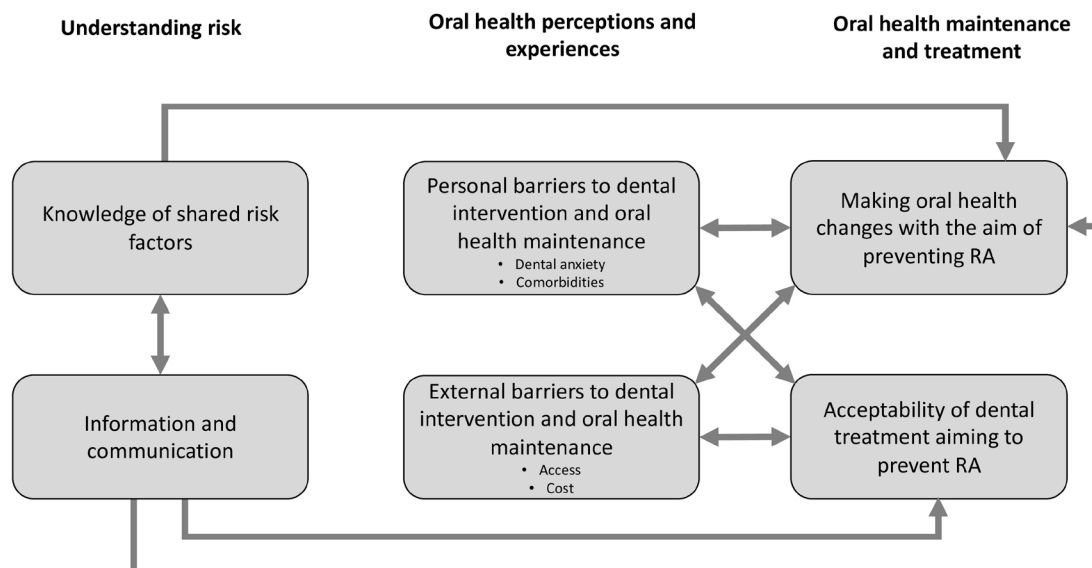 Understanding risk
Oral health perceptions and
experiences
Oral health maintenance
and treatment
Knowledge of shared risk
factors
Personal barriers to dental
intervention and oral
health maintenance
• Dental anxiety
• Comorbidities
Making oral health
changes with the aim of
preventing RA
Information and
communication
External barriers to dental
intervention and oral health
maintenance
• Access
• Cost
Acceptability of dental
treatment aiming to
prevent RA